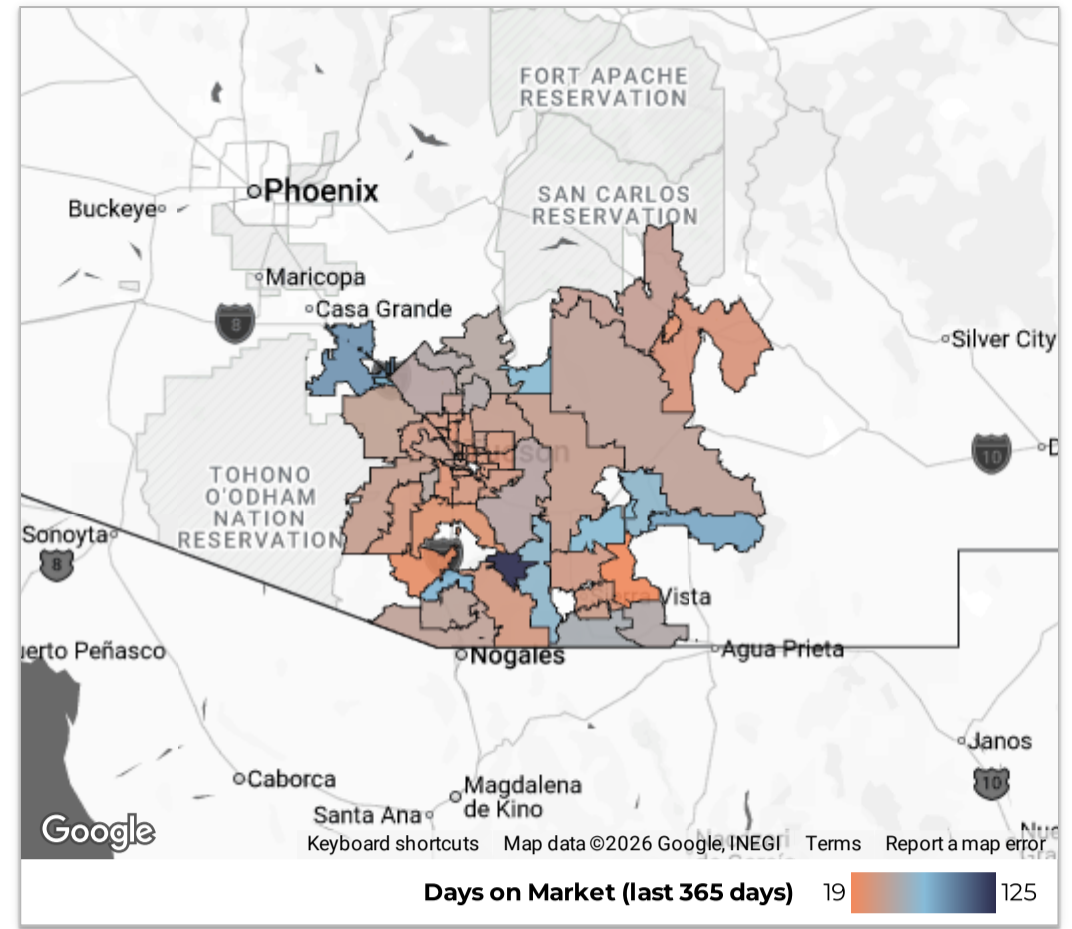 FORT APACHE
RESERVATION
SAN CARLOS
RESERVATION
Phoenix
Buckeye
Maricopa
8
Casa Grande
Silver City
10
TOHONO
O'ODHAM
NATION
RESERVATION
Sonoyta
8
Vista
uerto Peñasco
Nogales
Agua Prieta
Janos
10
Caborca
Magdalena
de Kino
Santa Ana
Google
Keyboard shortcuts Map data ©2026 Google, INEGI Terms Report a map error
Days on Market (last 365 days) 19 125